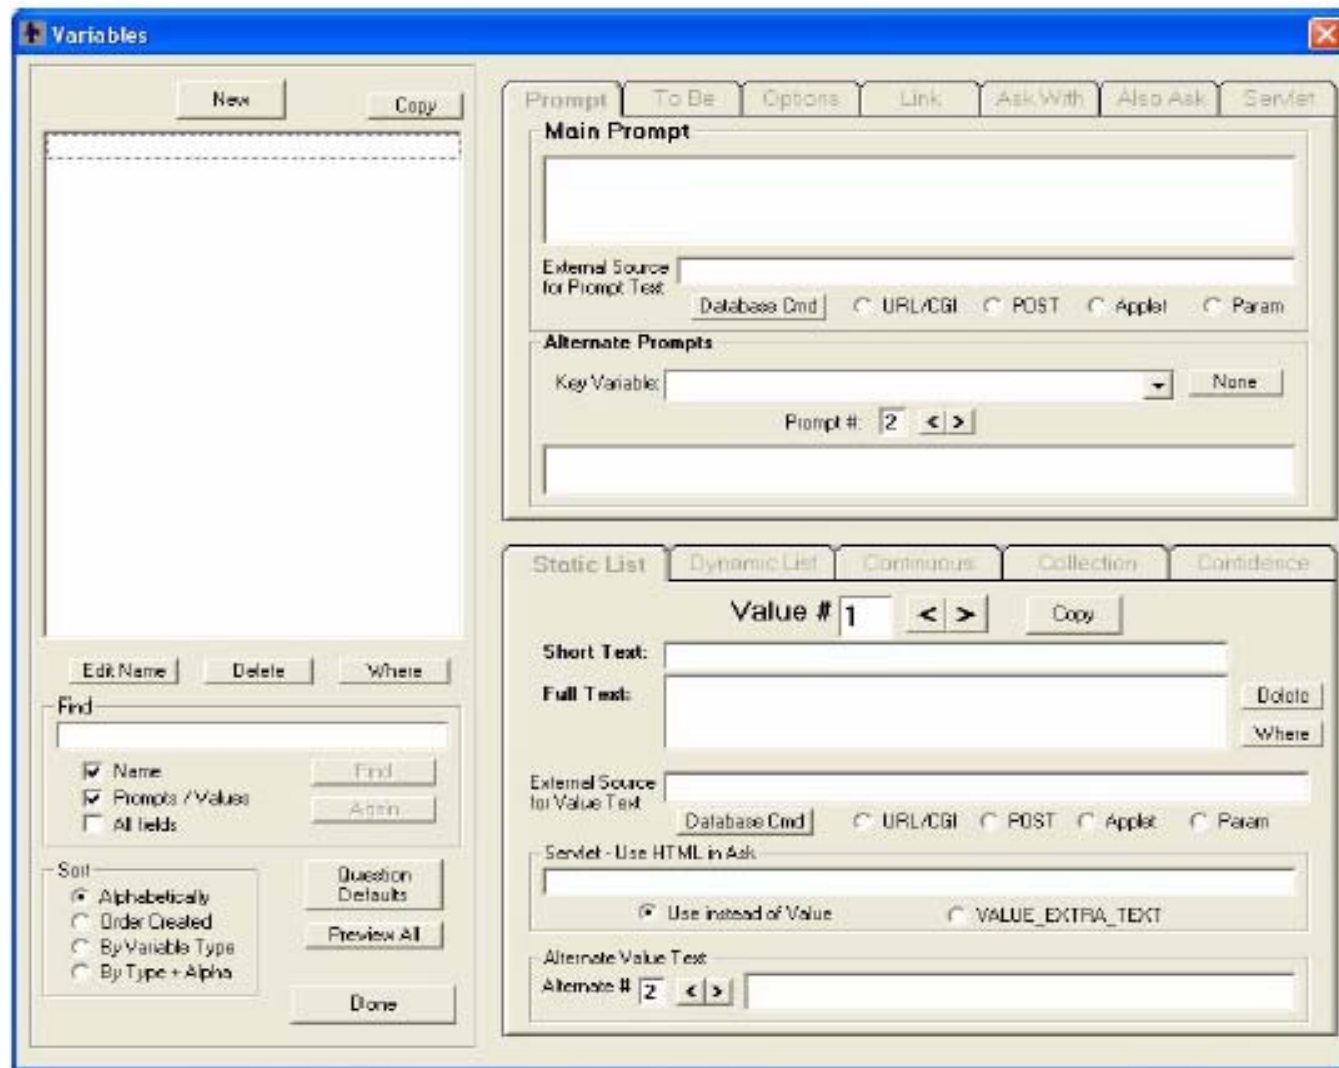 Variables
New
Copy
Edit Name Delete Where
Find
Name
Prompts / Values
All fields
Find
Again
Sort
Alphabetically
Order Created
By Variable Type
By Type + Alpha
Question
Defaults
Preview All
Done
Prompt To Be Options Link Ask With Also Ask Servlet
Main Prompt
External Source
for Prompt Text
Database Cmd URL/CGI POST Applet Param
Alternate Prompts
Key Variable: None
Prompt #: 2 < >
Static List Dynamic List Continuous Collection Confidence
Value # 1 < > Copy
Short Text:
Full Text:
Delete
Where
External Source
for Value Text
Database Cmd URL/CGI POST Applet Param
Servlet - Use HTML in Ask
Use instead of Value VALUE_EXTRA_TEXT
Alternate Value Text
Alternate # 2 < >